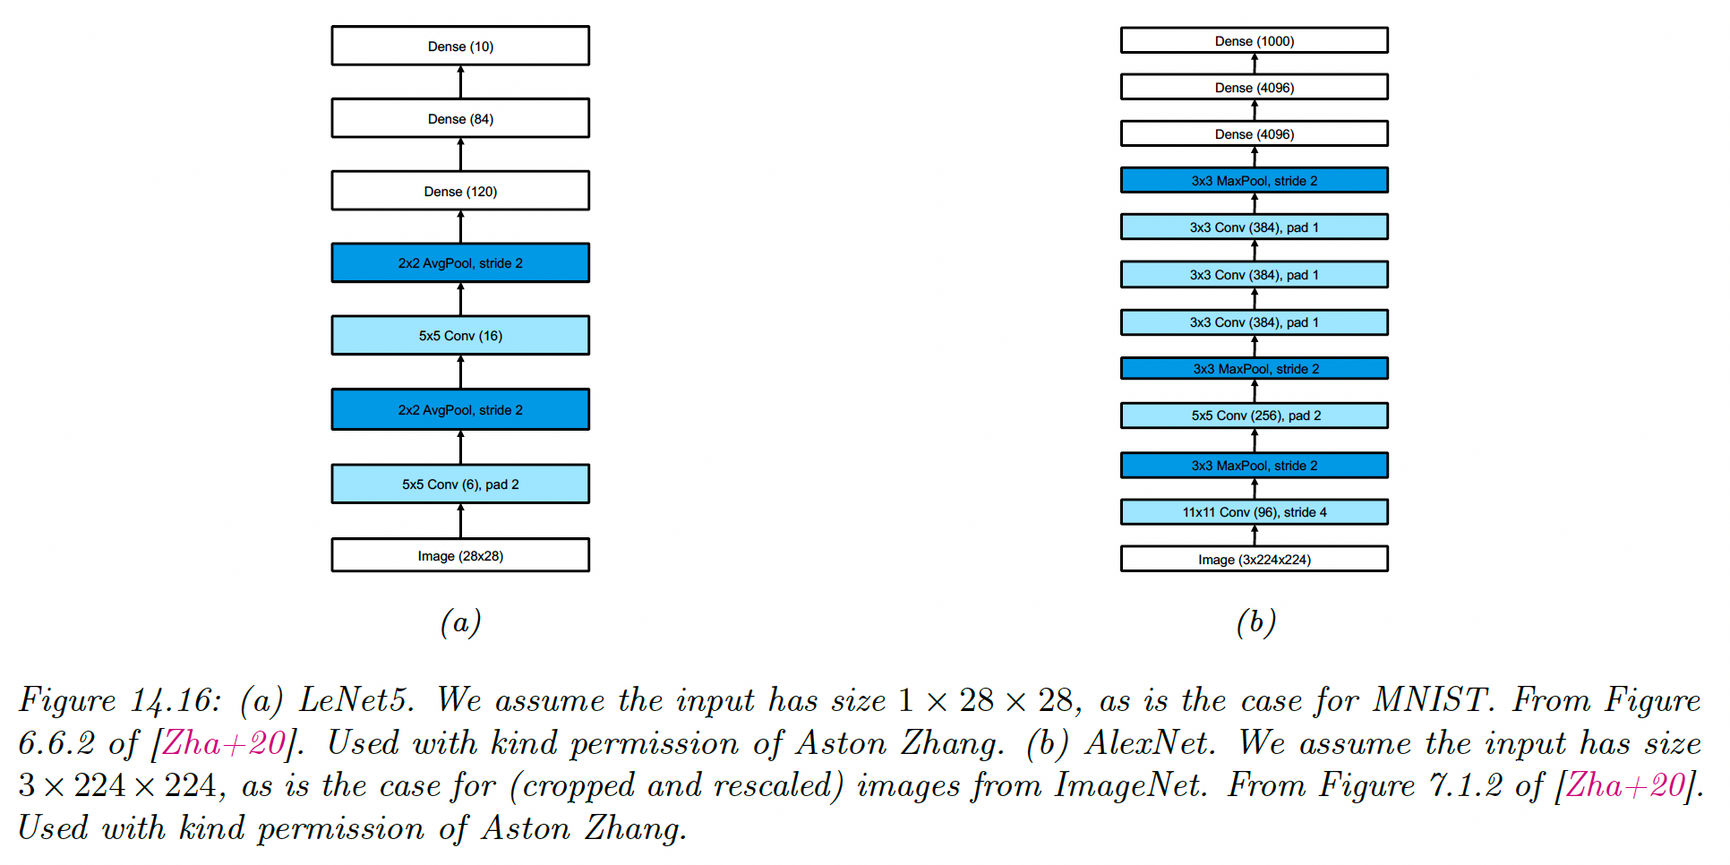 Dense (10)
Dense (84)
Dense (120)
2x2 AvgPool, stride 2
5x5 Conv (16)
2x2 AvgPool, stride 2
5x5 Conv (6), pad 2
Image (28x28)
(a)
Dense (1000)
Dense (4096)
Dense (4096)
3x3 MaxPool, stride 2
3x3 Conv (384), pad 1
3x3 Conv (384), pad 1
3x3 Conv (384), pad 1
3x3 MaxPool, stride 2
5x5 Conv (256), pad 2
3x3 MaxPool, stride 2
11x11 Conv (96), stride 4
Image (3x224x224)
(b)
Figure 14.16: (a) LeNet5. We assume the input has size 1 × 28 × 28, as is the case for MNIST. From Figure
6.6.2 of [Zha+20]. Used with kind permission of Aston Zhang. (b) AlexNet. We assume the input has size
3 × 224 × 224, as is the case for (cropped and rescaled) images from ImageNet. From Figure 7.1.2 of [Zha+20].
Used with kind permission of Aston Zhang.